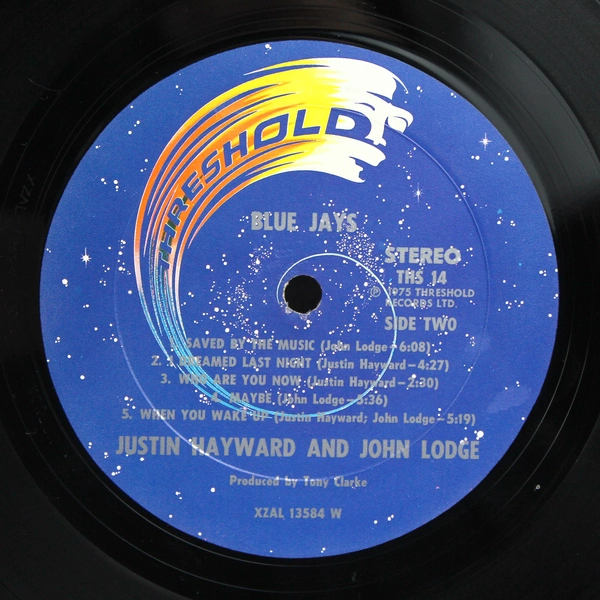 THRESHOLD
BLUE JAYS
STEREO
THS 14
℗ 1975 THRESHOLD
RECORDS LTD.
SIDE TWO
1. SAVED BY THE MUSIC (John Lodge—6:08)
2. I DREAMED LAST NIGHT (Justin Hayward—4:27)
3. WHO ARE YOU NOW (Justin Hayward—2:30)
4. MAYBE (John Lodge—5:36)
5. WHEN YOU WAKE UP (Justin Hayward; John Lodge—5:19)
JUSTIN HAYWARD AND JOHN LODGE
Produced by Tony Clarke
XZAL 13584 W